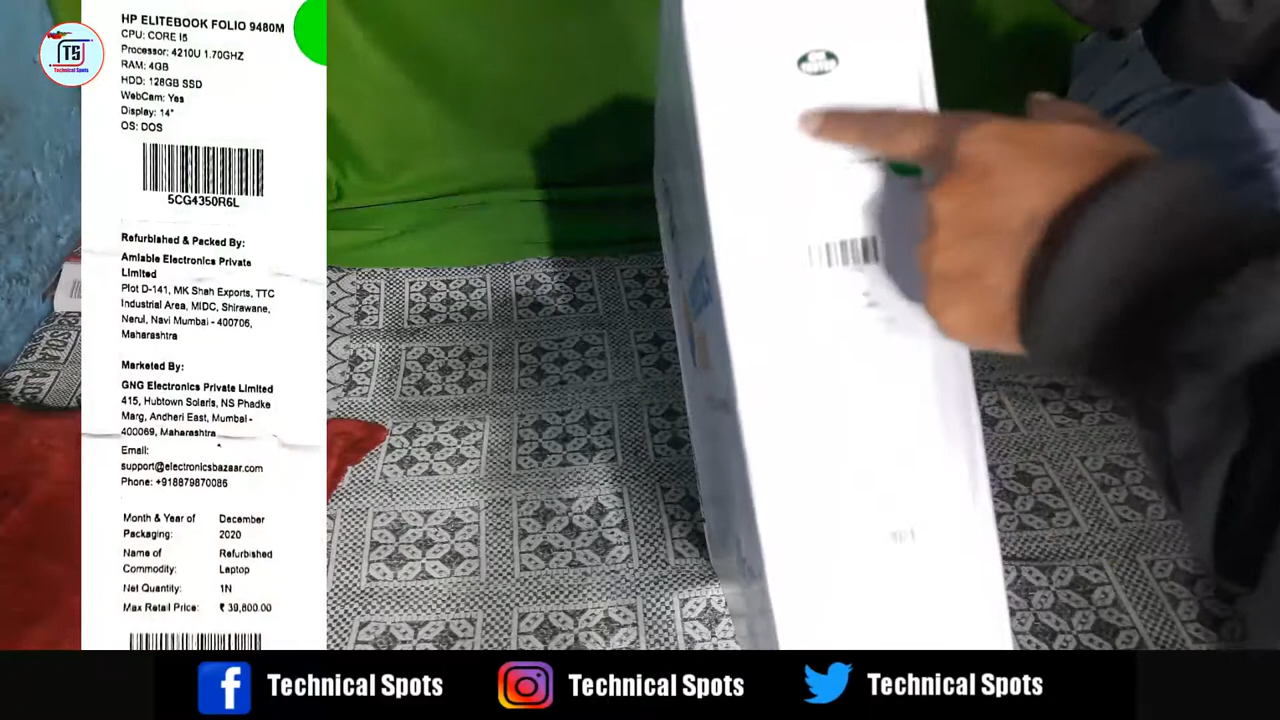 TS
Technical Spots
HP ELITEBOOK FOLIO 9480M
CPU: CORE I5
Processor: 4210U 1.70GHZ
RAM: 4GB
HDD: 128GB SSD
WebCam: Yes
Display: 14"
OS: DOS
5CG4350R6L
Refurbished & Packed By:
Amiable Electronics Private
Limited
Plot D-141, MK Shah Exports, TTC
Industrial Area, MIDC, Shirawane,
Nerul, Navi Mumbai - 400706,
Maharashtra
Marketed By:
GNG Electronics Private Limited
415, Hubtown Solaris, NS Phadke
Marg, Andheri East, Mumbai -
400069, Maharashtra
Email:
support@electronicsbazaar.com
Phone: +918879870086
Month & Year of December
Packaging: 2020
Name of Refurbished
Commodity: Laptop
Net Quantity: 1N
Max Retail Price: ₹ 39,800.00
Technical Spots Technical Spots Technical Spots